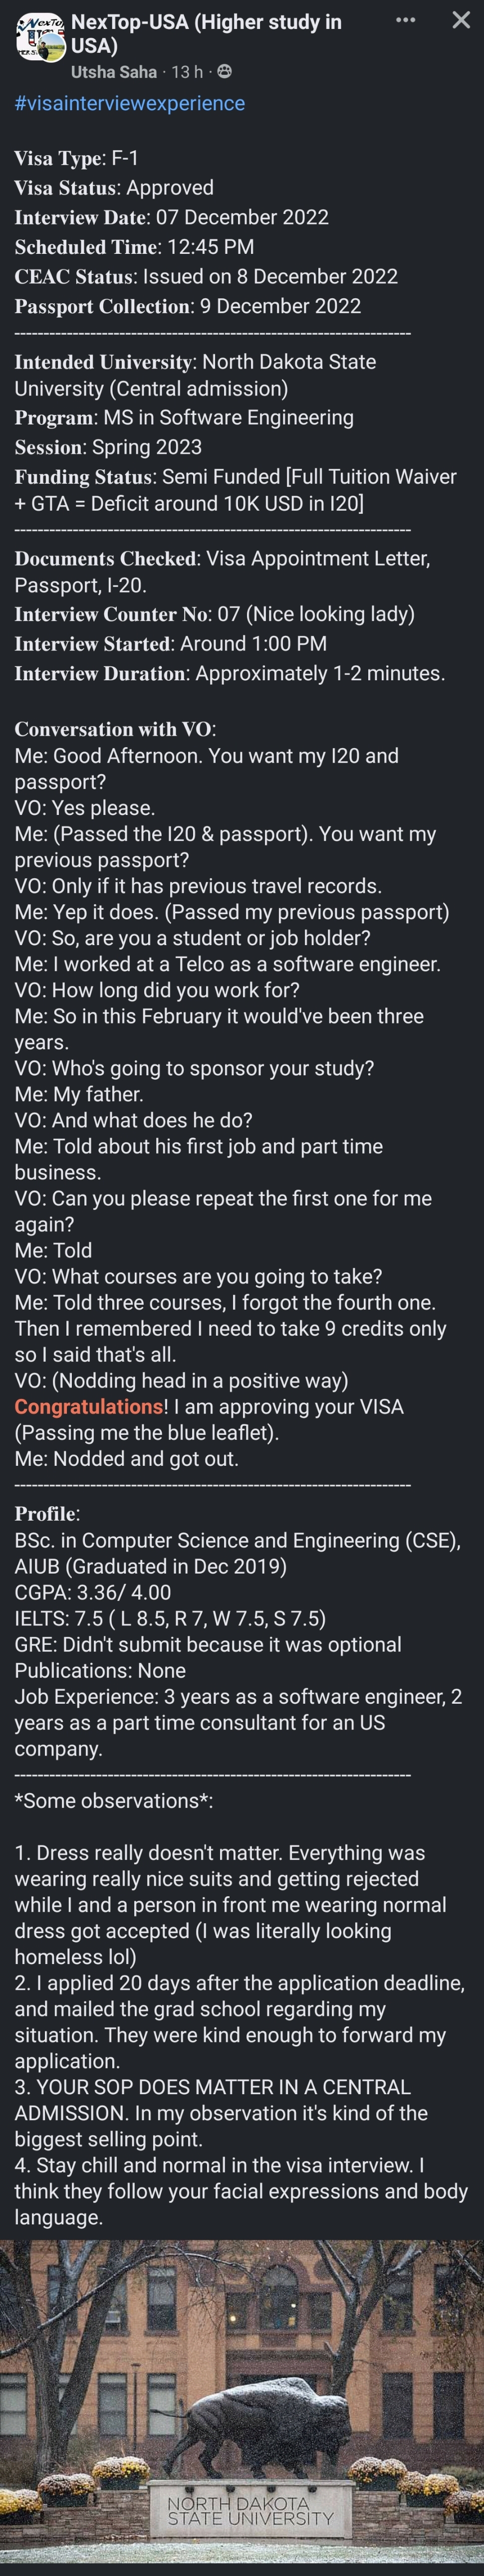 NexTop-USA (Higher study in
USA)
Utsha Saha · 13 h ·
#visainterviewexperience
Visa Type: F-1
Visa Status: Approved
Interview Date: 07 December 2022
Scheduled Time: 12:45 PM
CEAC Status: Issued on 8 December 2022
Passport Collection: 9 December 2022
------------------------------------------------------------------------
Intended University: North Dakota State
University (Central admission)
Program: MS in Software Engineering
Session: Spring 2023
Funding Status: Semi Funded [Full Tuition Waiver
+ GTA = Deficit around 10K USD in I20]
------------------------------------------------------------------------
Documents Checked: Visa Appointment Letter,
Passport, I-20.
Interview Counter No: 07 (Nice looking lady)
Interview Started: Around 1:00 PM
Interview Duration: Approximately 1-2 minutes.
Conversation with VO:
Me: Good Afternoon. You want my I20 and
passport?
VO: Yes please.
Me: (Passed the I20 & passport). You want my
previous passport?
VO: Only if it has previous travel records.
Me: Yep it does. (Passed my previous passport)
VO: So, are you a student or job holder?
Me: I worked at a Telco as a software engineer.
VO: How long did you work for?
Me: So in this February it would've been three
years.
VO: Who's going to sponsor your study?
Me: My father.
VO: And what does he do?
Me: Told about his first job and part time
business.
VO: Can you please repeat the first one for me
again?
Me: Told
VO: What courses are you going to take?
Me: Told three courses, I forgot the fourth one.
Then I remembered I need to take 9 credits only
so I said that's all.
VO: (Nodding head in a positive way)
Congratulations! I am approving your VISA
(Passing me the blue leaflet).
Me: Nodded and got out.
------------------------------------------------------------------------
Profile:
BSc. in Computer Science and Engineering (CSE),
AIUB (Graduated in Dec 2019)
CGPA: 3.36/ 4.00
IELTS: 7.5 ( L 8.5, R 7, W 7.5, S 7.5)
GRE: Didn't submit because it was optional
Publications: None
Job Experience: 3 years as a software engineer, 2
years as a part time consultant for an US
company.
------------------------------------------------------------------------
*Some observations*:
1. Dress really doesn't matter. Everything was
wearing really nice suits and getting rejected
while I and a person in front me wearing normal
dress got accepted (I was literally looking
homeless lol)
2. I applied 20 days after the application deadline,
and mailed the grad school regarding my
situation. They were kind enough to forward my
application.
3. YOUR SOP DOES MATTER IN A CENTRAL
ADMISSION. In my observation it's kind of the
biggest selling point.
4. Stay chill and normal in the visa interview. I
think they follow your facial expressions and body
language.
NORTH DAKOTA
STATE UNIVERSITY